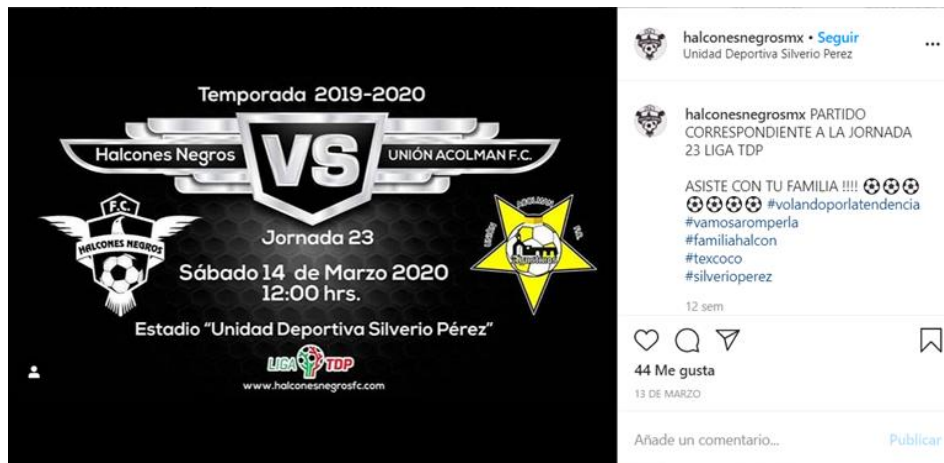 Temporada 2019-2020
Halcones Negros
VS
UNIÓN ACOLMAN F.C.
F.C.
HALCONES NEGROS
ACOLMAN
UNIÓN
F.C.
Jornada 23
Sábado 14 de Marzo 2020
12:00 hrs.
Estadio "Unidad Deportiva Silverio Pérez"
LIGA TDP
www.halconesnegrosfc.com
halconesnegrosmx • Seguir
Unidad Deportiva Silverio Perez
halconesnegrosmx PARTIDO
CORRESPONDIENTE A LA JORNADA
23 LIGA TDP
ASISTE CON TU FAMILIA !!!! ⚽⚽⚽
⚽⚽⚽⚽ #volandoporlatendencia
#vamosaromperla
#familiahalcon
#texcoco
#silverioperez
12 sem
44 Me gusta
13 DE MARZO
Añade un comentario...
Publicar